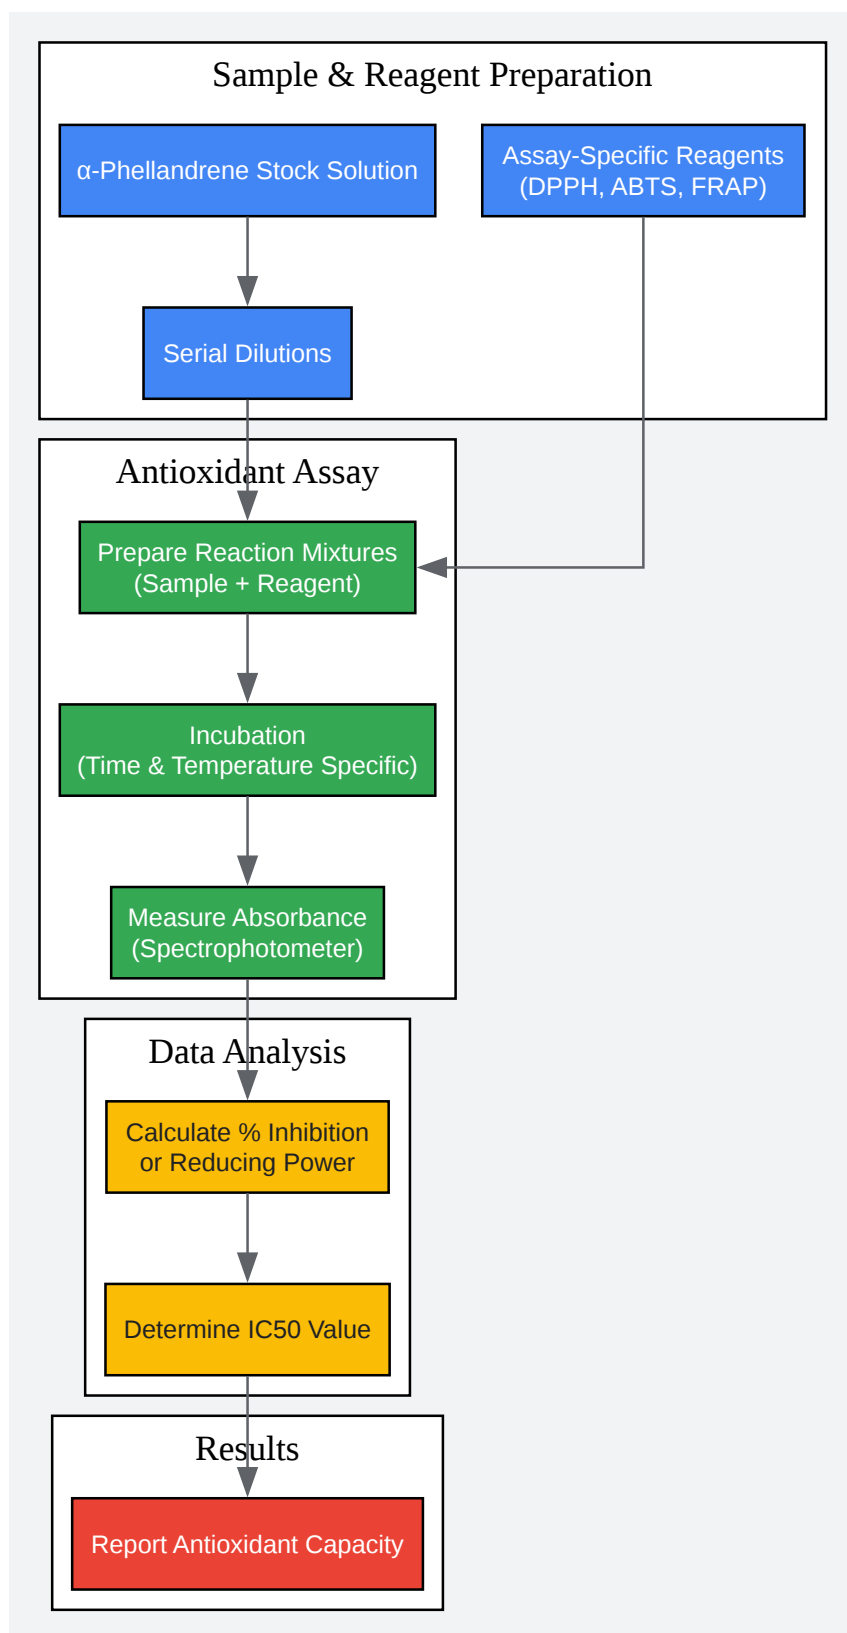 Sample & Reagent Preparation
α-Phellandrene Stock Solution
Assay-Specific Reagents
(DPPH, ABTS, FRAP)
Serial Dilutions
Antioxidant Assay
Prepare Reaction Mixtures
(Sample + Reagent)
Incubation
(Time & Temperature Specific)
Measure Absorbance
(Spectrophotometer)
Data Analysis
Calculate % Inhibition
or Reducing Power
Determine IC50 Value
Results
Report Antioxidant Capacity